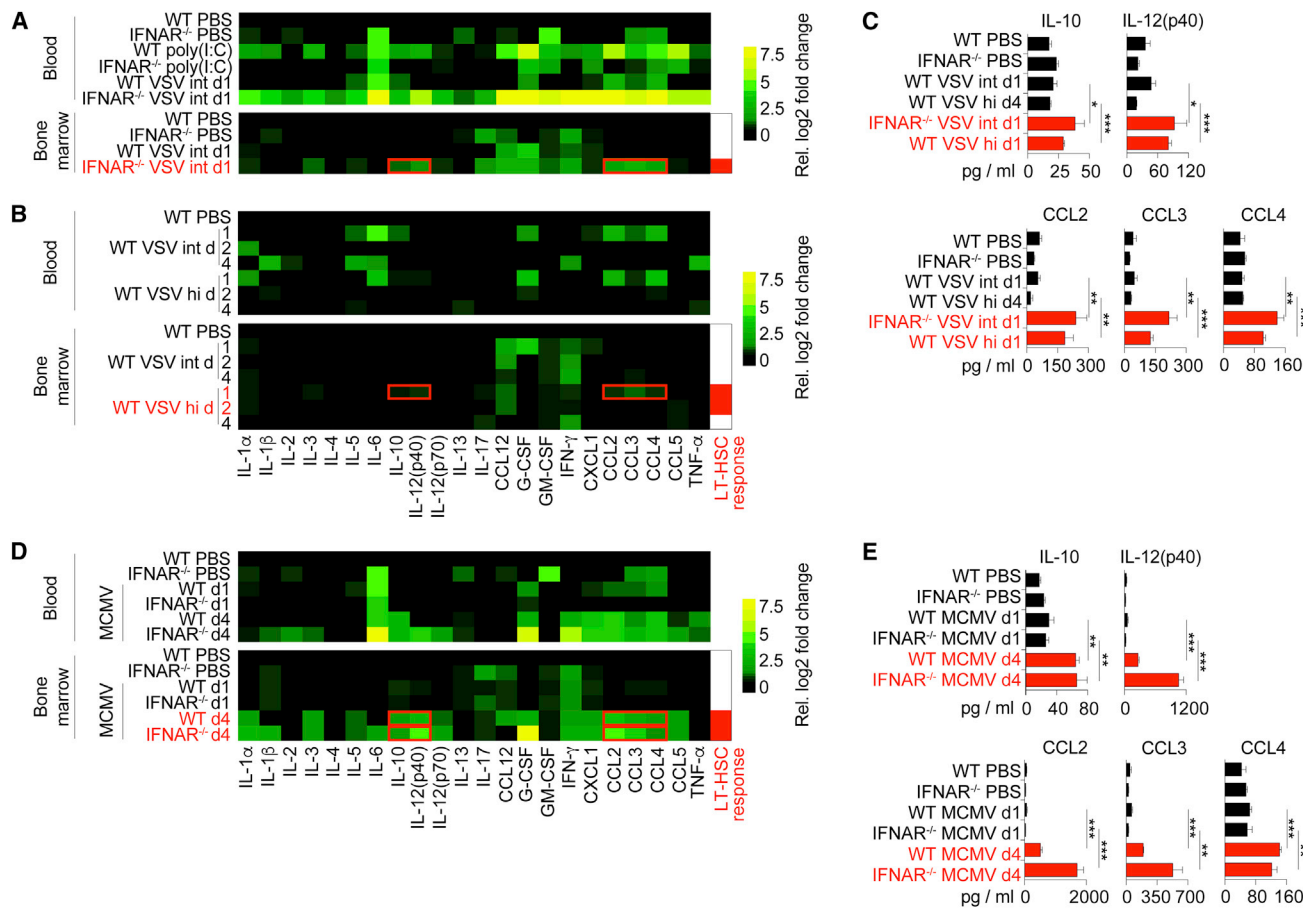 A
Blood
WT PBS
IFNAR-/- PBS
WT poly(I:C)
IFNAR-/- poly(I:C)
WT VSV int d1
IFNAR-/- VSV int d1
Bone marrow
WT PBS
IFNAR-/- PBS
WT VSV int d1
IFNAR-/- VSV int d1
7.5
5
2.5
0
Rel. log2 fold change
B
Blood
WT PBS
WT VSV int d
1
2
4
WT VSV hi d
1
2
4
Bone marrow
WT PBS
WT VSV int d
1
2
4
WT VSV hi d
1
2
4
7.5
5
2.5
0
Rel. log2 fold change
IL-1α
IL-1β
IL-2
IL-3
IL-4
IL-5
IL-6
IL-10
IL-12(p40)
IL-12(p70)
IL-13
IL-17
CCL12
G-CSF
GM-CSF
IFN-γ
CXCL1
CCL2
CCL3
CCL4
CCL5
TNF-α
LT-HSC
response
C
IL-10
IL-12(p40)
WT PBS
IFNAR-/- PBS
WT VSV int d1
WT VSV hi d4
IFNAR-/- VSV int d1
WT VSV hi d1
*
***
*
***
pg / ml
0 25 50
0 60 120
CCL2
CCL3
CCL4
WT PBS
IFNAR-/- PBS
WT VSV int d1
WT VSV hi d4
IFNAR-/- VSV int d1
WT VSV hi d1
**
**
**
***
**
***
pg / ml
0 150 300
0 150 300
0 80 160
D
Blood
MCMV
WT PBS
IFNAR-/- PBS
WT d1
IFNAR-/- d1
WT d4
IFNAR-/- d4
Bone marrow
MCMV
WT PBS
IFNAR-/- PBS
WT d1
IFNAR-/- d1
WT d4
IFNAR-/- d4
7.5
5
2.5
0
Rel. log2 fold change
IL-1α
IL-1β
IL-2
IL-3
IL-4
IL-5
IL-6
IL-10
IL-12(p40)
IL-12(p70)
IL-13
IL-17
CCL12
G-CSF
GM-CSF
IFN-γ
CXCL1
CCL2
CCL3
CCL4
CCL5
TNF-α
LT-HSC
response
E
IL-10
IL-12(p40)
WT PBS
IFNAR-/- PBS
WT MCMV d1
IFNAR-/- MCMV d1
WT MCMV d4
IFNAR-/- MCMV d4
**
**
***
***
pg / ml
0 40 80
0 1200
CCL2
CCL3
CCL4
WT PBS
IFNAR-/- PBS
WT MCMV d1
IFNAR-/- MCMV d1
WT MCMV d4
IFNAR-/- MCMV d4
***
***
***
**
***
pg / ml
0 2000
0 350 700
0 80 160